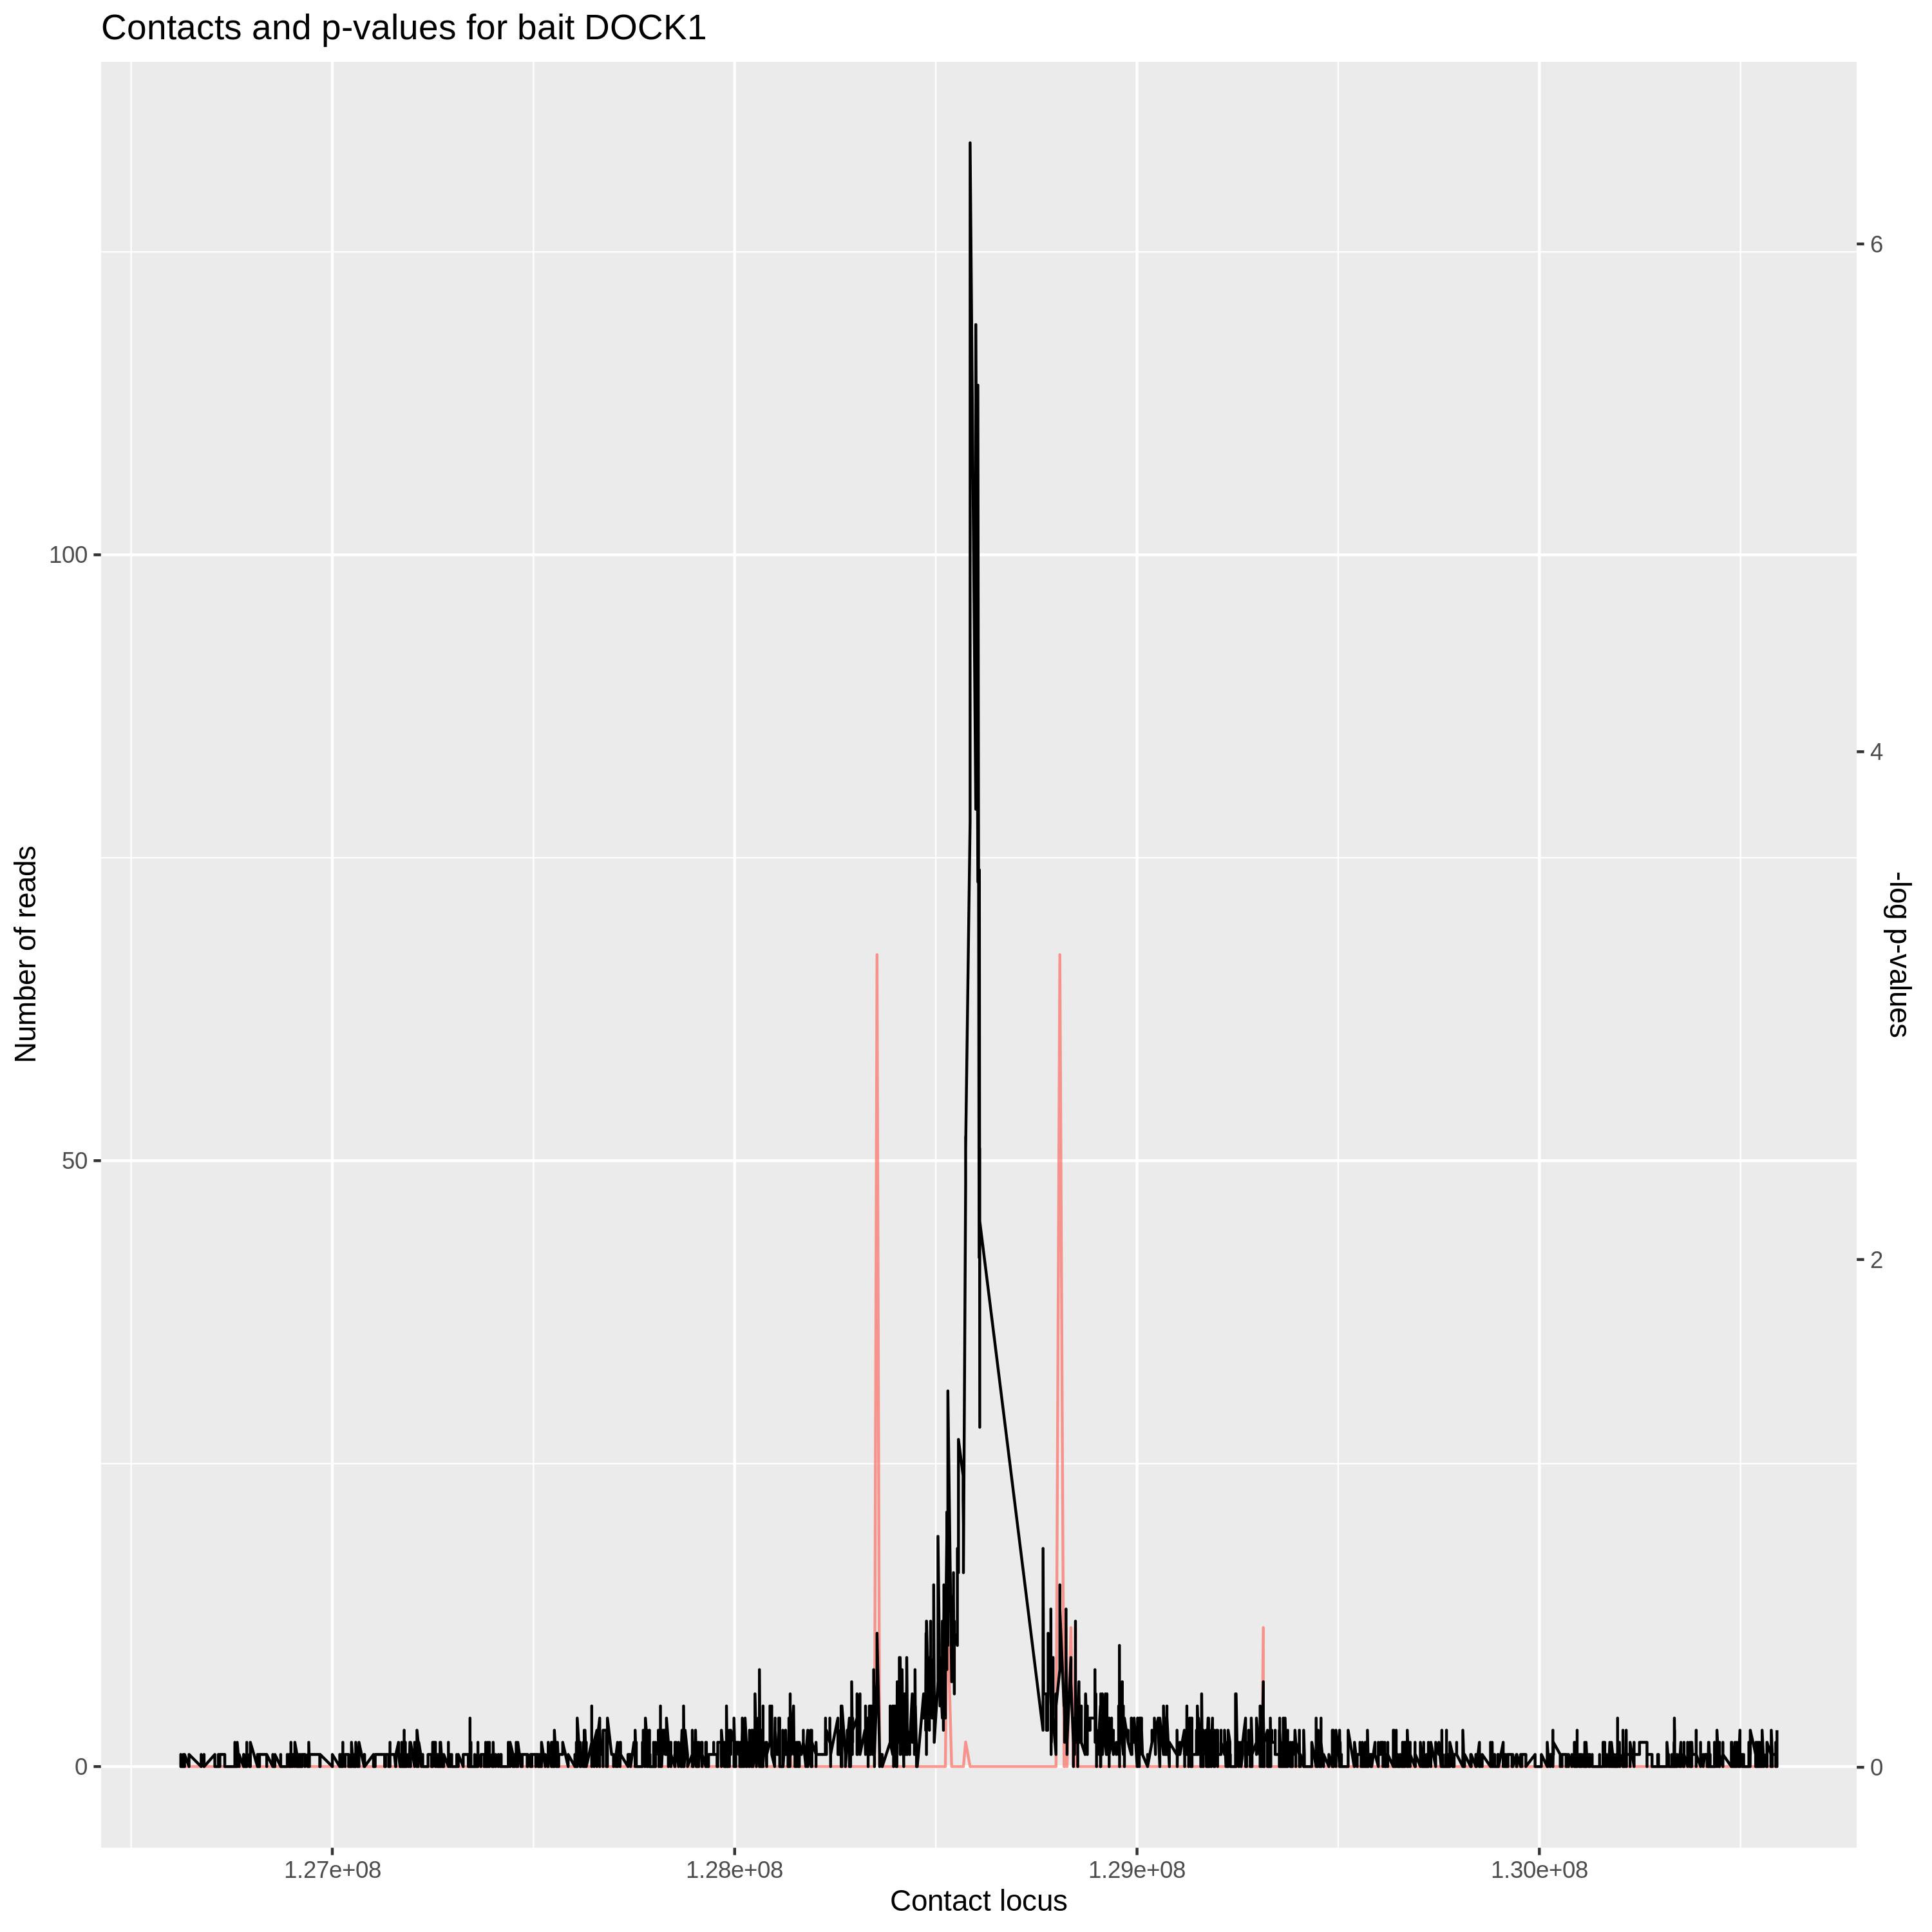 Contacts and p-values for bait DOCK1
6
100
4
Number of reads
-log p-values
50
2
0
0
1.27e+08
1.28e+08
1.29e+08
1.30e+08
Contact locus